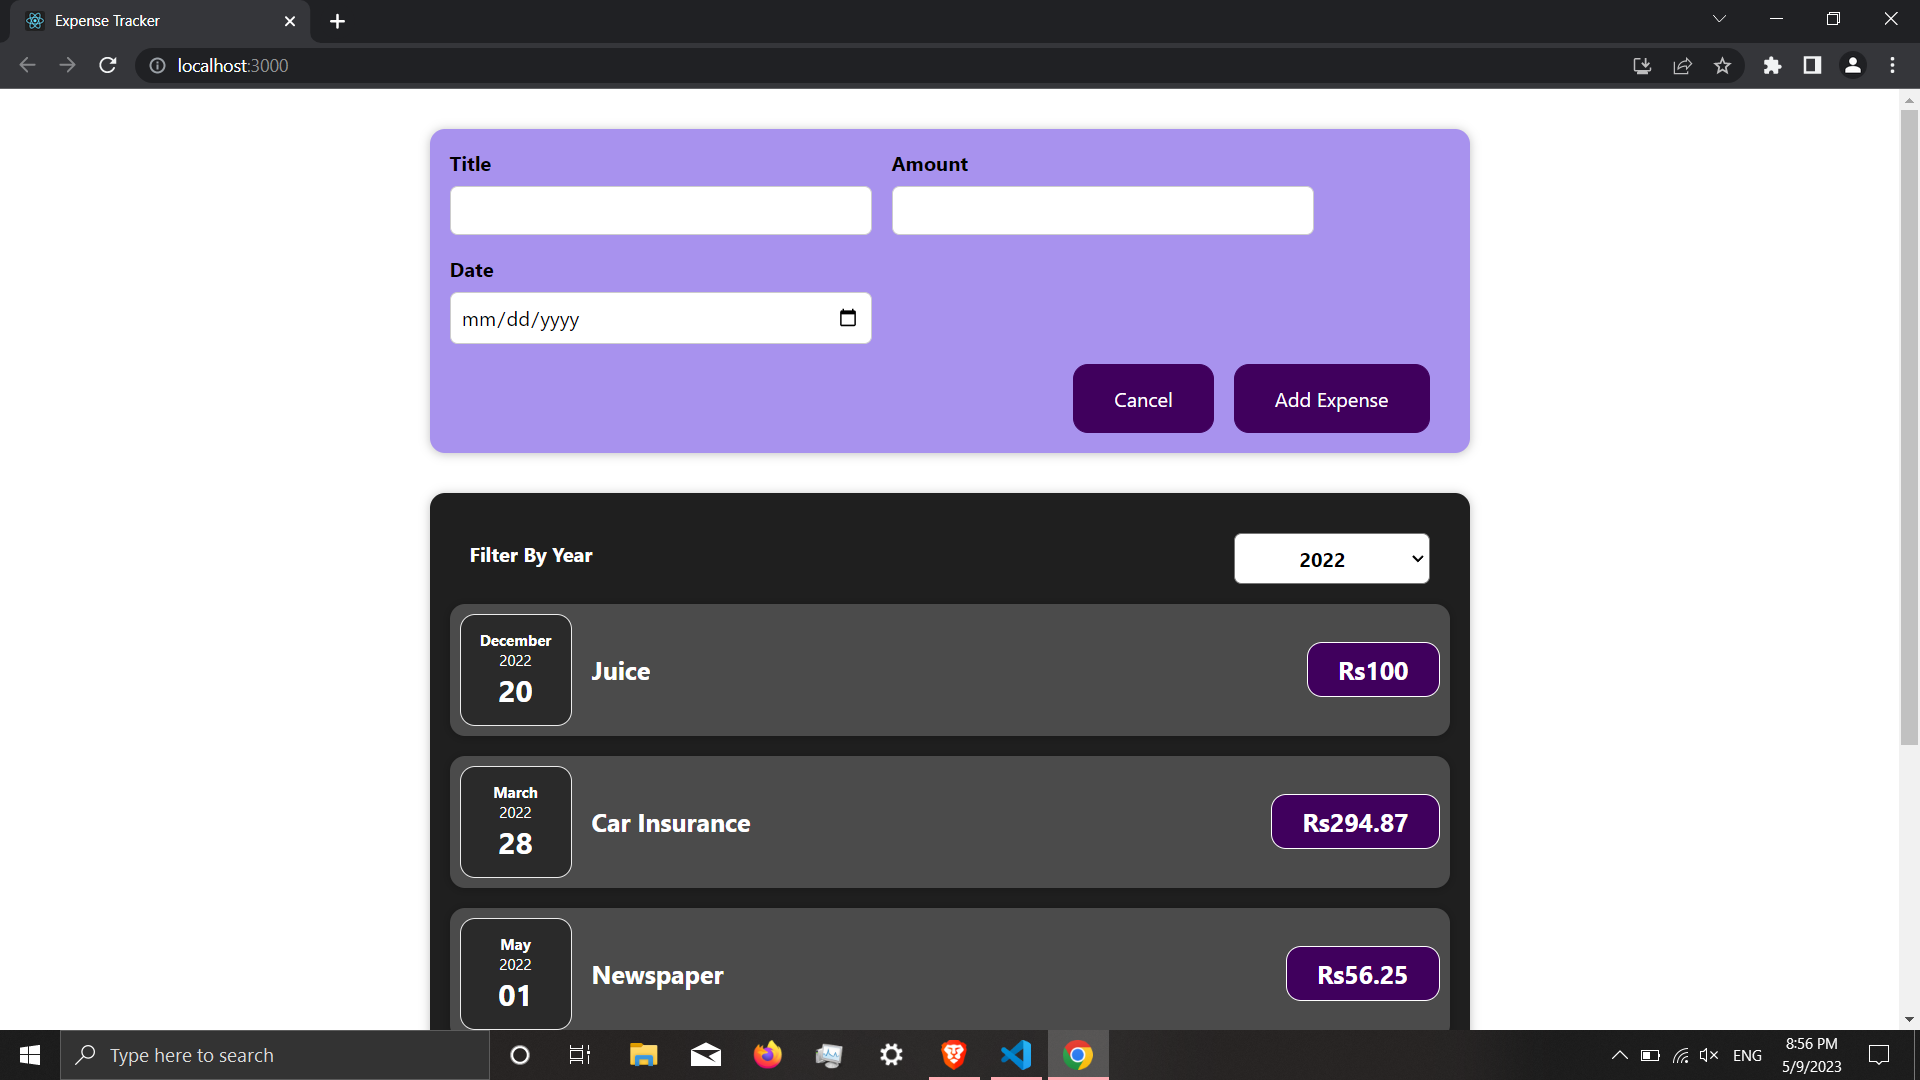 Expense Tracker
localhost:3000
Title
Amount
Date
mm/dd/yyyy
Cancel
Add Expense
Filter By Year
2022
December
2022
20
Juice
Rs100
March
2022
28
Car Insurance
Rs294.87
May
2022
01
Newspaper
Rs56.25
Type here to search
ENG
8:56 PM
5/9/2023